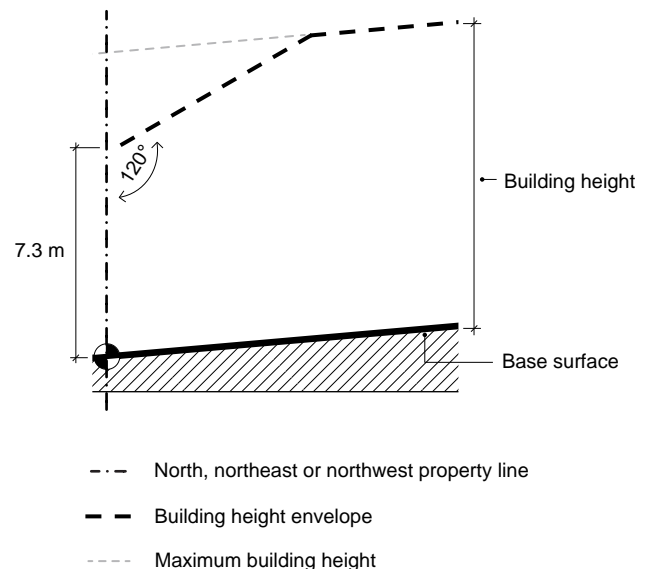 120°
Building height
7.3 m
Base surface
North, northeast or northwest property line
Building height envelope
Maximum building height